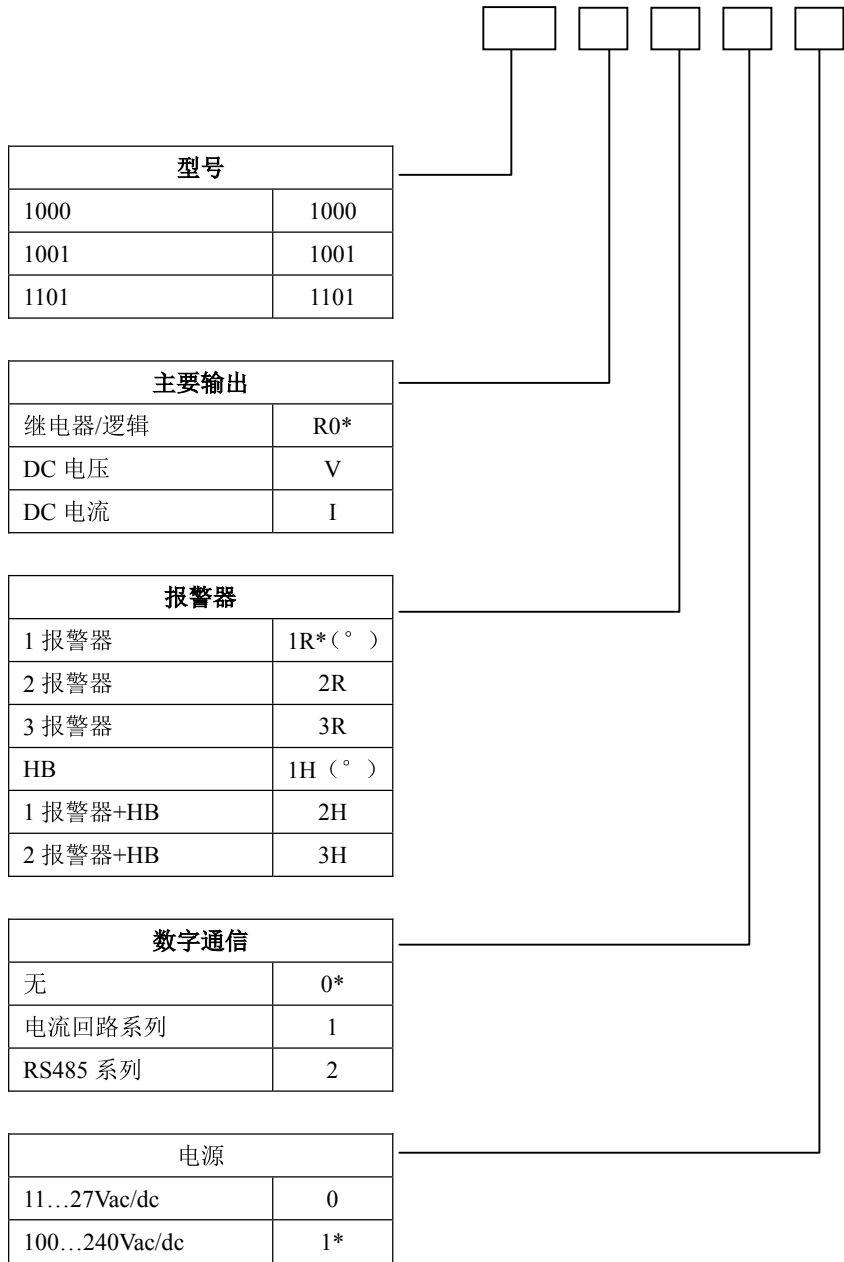 型号
1000 1000
1001 1001
1101 1101
主要输出
继电器/逻辑 R0*
DC 电压 V
DC 电流 I
报警器
1 报警器 1R*(° )
2 报警器 2R
3 报警器 3R
HB 1H（° ）
1 报警器+HB 2H
2 报警器+HB 3H
数字通信
无 0*
电流回路系列 1
RS485 系列 2
电源
11…27Vac/dc 0
100…240Vac/dc 1*